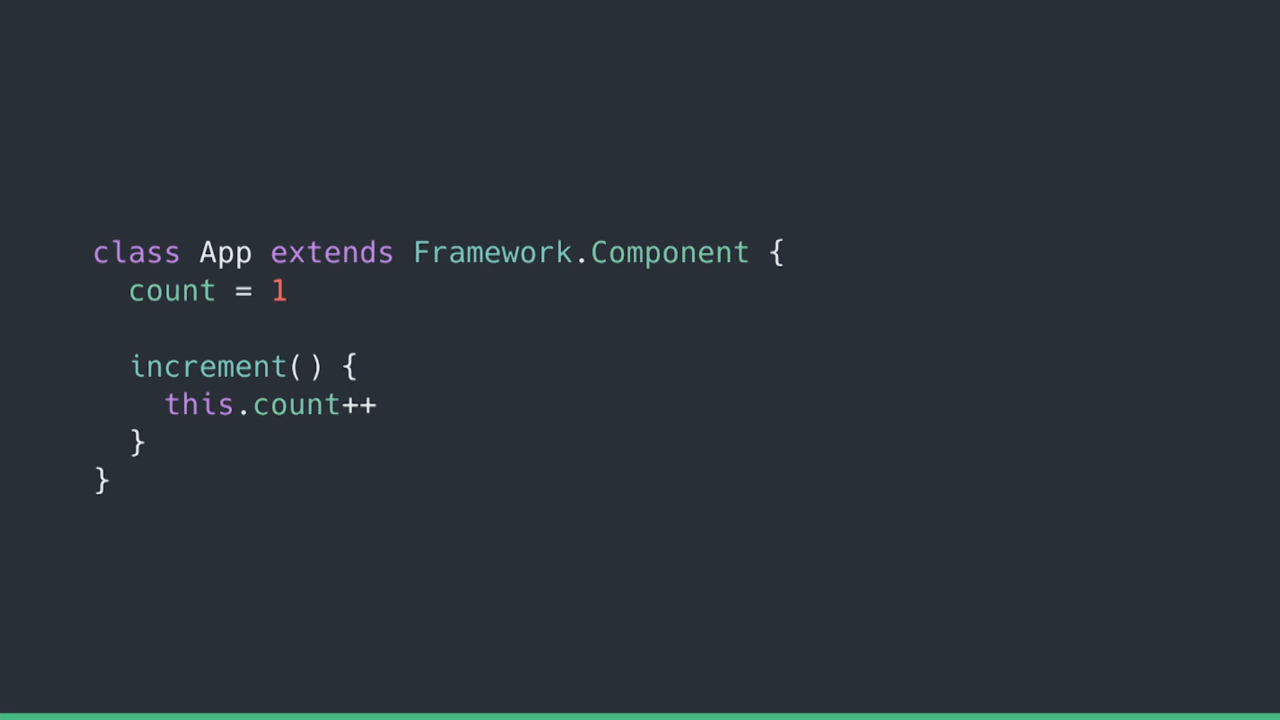 class App extends Framework.Component {
  count = 1

  increment() {
    this.count++
  }
}